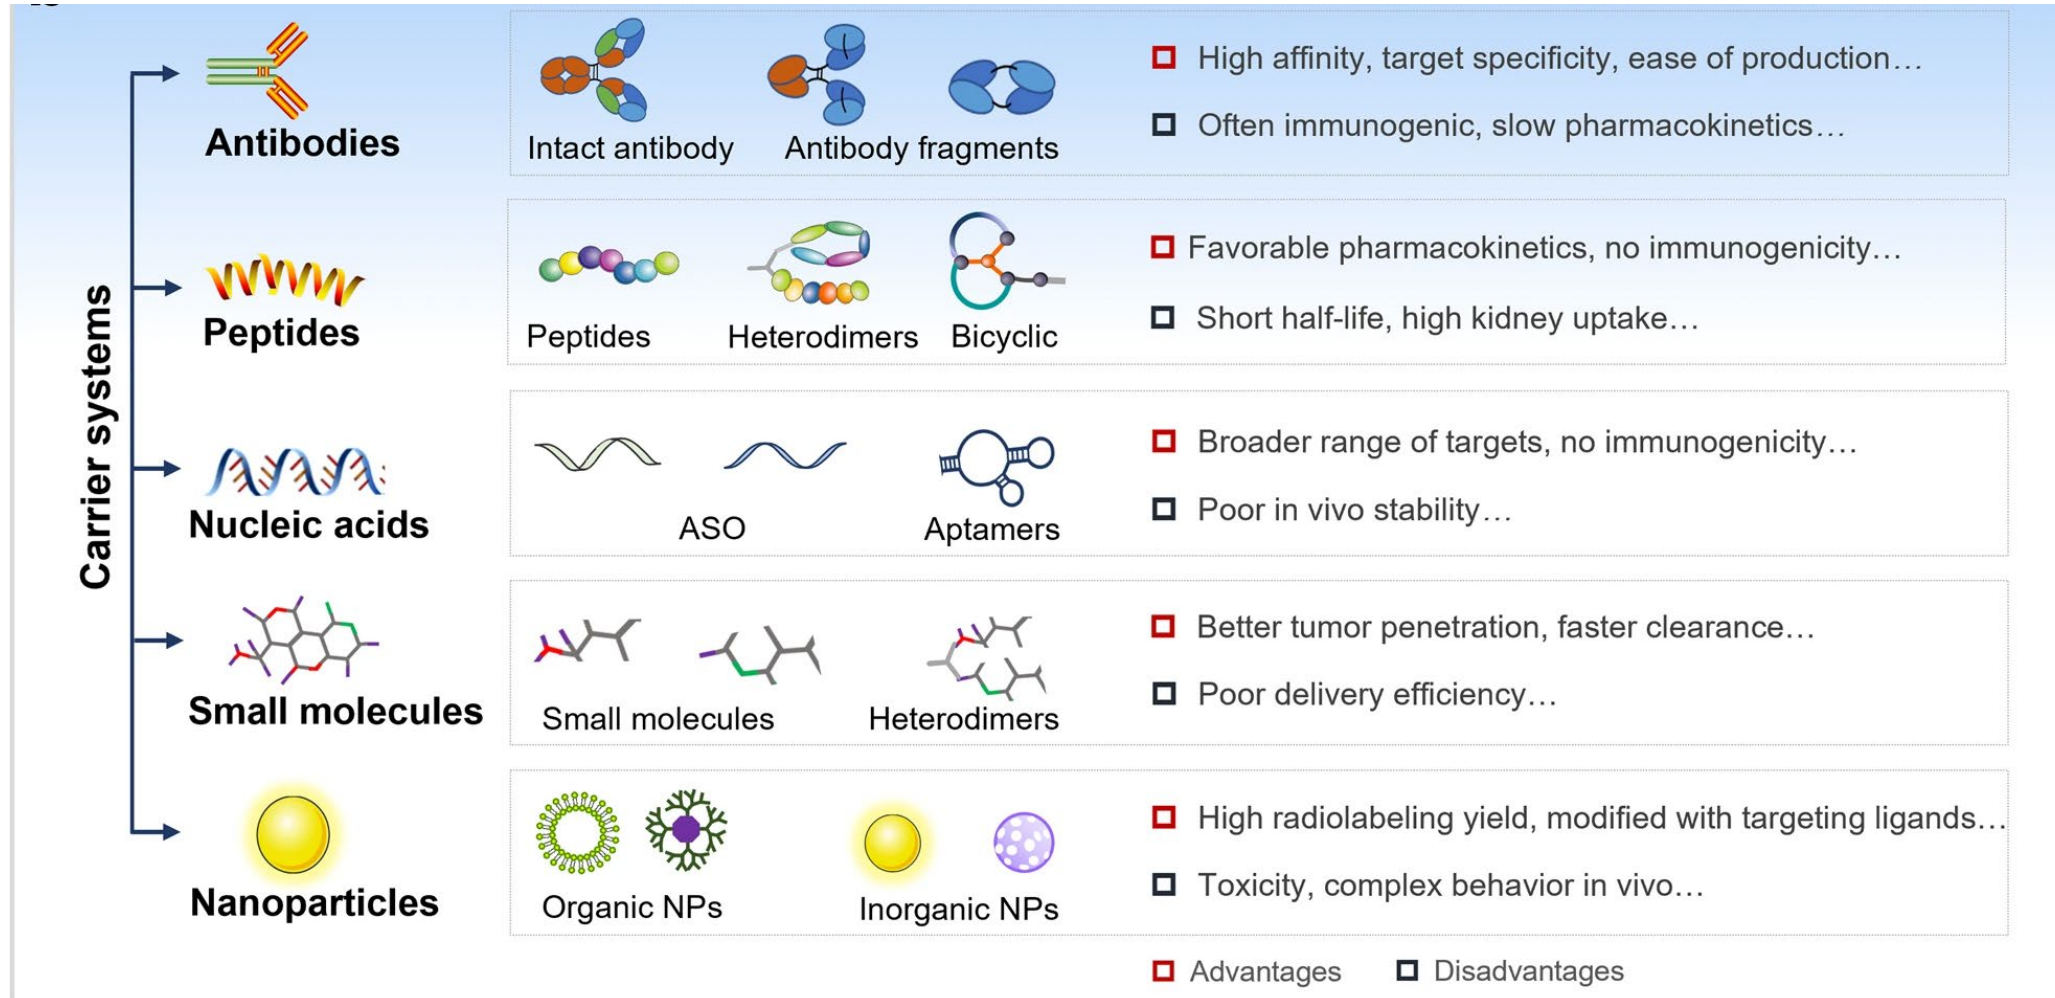 Carrier systems
Antibodies
Intact antibody
Antibody fragments
High affinity, target specificity, ease of production…
Often immunogenic, slow pharmacokinetics…
Peptides
Peptides
Heterodimers
Bicyclic
Favorable pharmacokinetics, no immunogenicity…
Short half-life, high kidney uptake…
Nucleic acids
ASO
Aptamers
Broader range of targets, no immunogenicity…
Poor in vivo stability…
Small molecules
Small molecules
Heterodimers
Better tumor penetration, faster clearance…
Poor delivery efficiency…
Nanoparticles
Organic NPs
Inorganic NPs
High radiolabeling yield, modified with targeting ligands…
Toxicity, complex behavior in vivo…
Advantages
Disadvantages